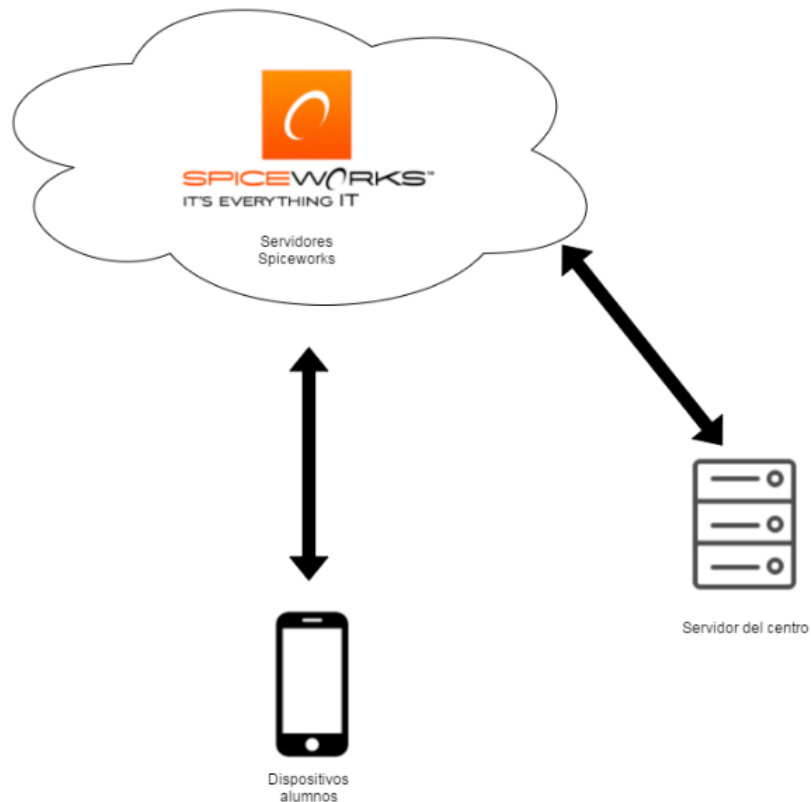 SPICEWORKS™
IT'S EVERYTHING IT
Servidores
Spiceworks
Servidor del centro
Dispositivos
alumnos